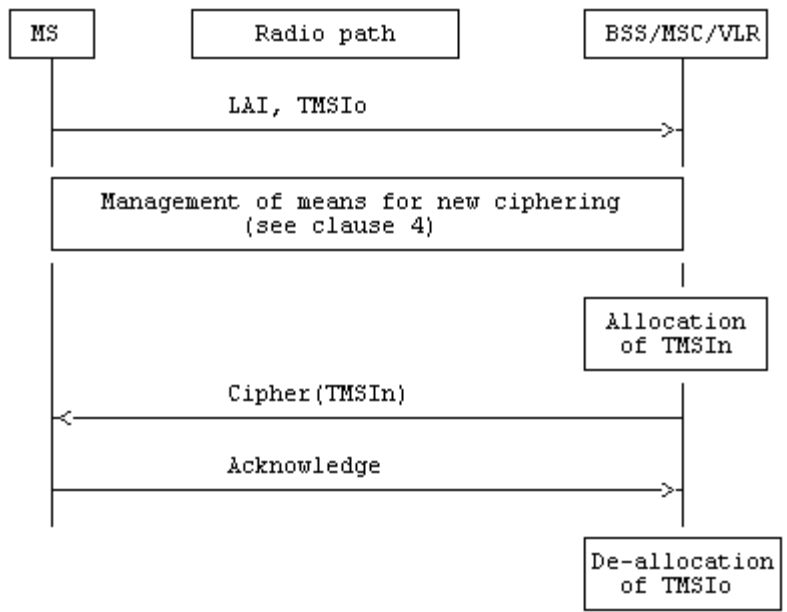 MS
Radio path
BSS/MSC/VLR
LAI, TMSIo
Management of means for new ciphering
(see clause 4)
Allocation
of TMSIn
Cipher(TMSIn)
Acknowledge
De-allocation
of TMSIo